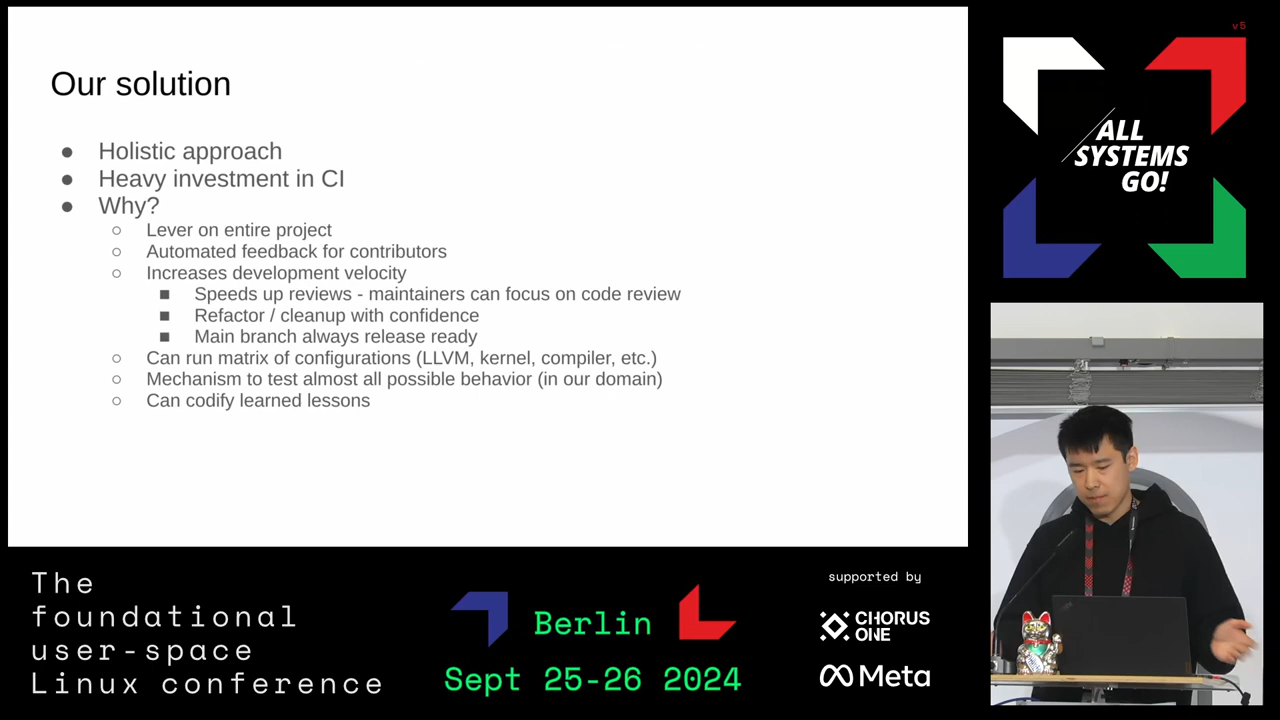 Our solution
● Holistic approach
● Heavy investment in CI
● Why?
○ Lever on entire project
○ Automated feedback for contributors
○ Increases development velocity
■ Speeds up reviews - maintainers can focus on code review
■ Refactor / cleanup with confidence
■ Main branch always release ready
○ Can run matrix of configurations (LLVM, kernel, compiler, etc.)
○ Mechanism to test almost all possible behavior (in our domain)
○ Can codify learned lessons
v5
ALL
SYSTEMS
GO!
The
foundational
user-space
Linux conference
Berlin
Sept 25-26 2024
supported by
CHORUS
ONE
Meta